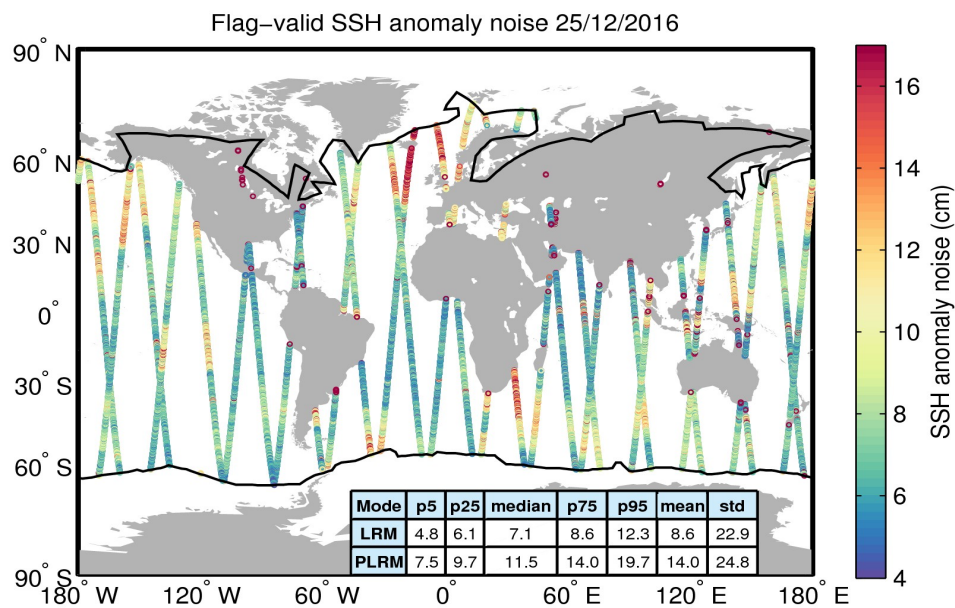 Flag−valid SSH anomaly noise 25/12/2016
90° N
60° N
30° N
0°
30° S
60° S
90° S
180° W
120° W
60° W
0°
60° E
120° E
180° E
16
14
12
10
8
6
4
SSH anomaly noise (cm)
Mode p5 p25 median p75 p95 mean std
LRM 4.8 6.1 7.1 8.6 12.3 8.6 22.9
PLRM 7.5 9.7 11.5 14.0 19.7 14.0 24.8